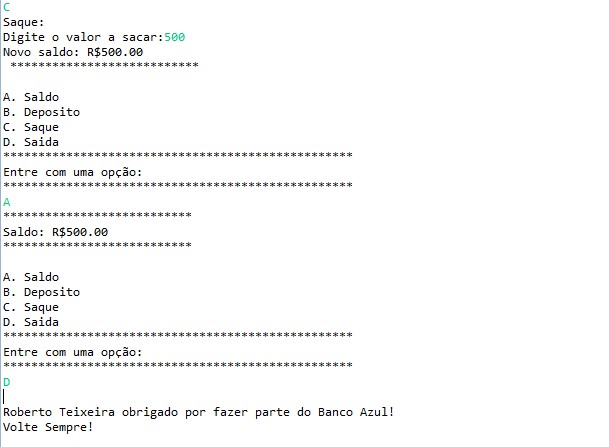 C
Saque:
Digite o valor a sacar:500
Novo saldo: R$500.00
***************************
A. Saldo
B. Deposito
C. Saque
D. Saida
**************************************************
Entre com uma opção:
**************************************************
A
***************************
Saldo: R$500.00
***************************
A. Saldo
B. Deposito
C. Saque
D. Saida
**************************************************
Entre com uma opção:
**************************************************
D
Roberto Teixeira obrigado por fazer parte do Banco Azul!
Volte Sempre!